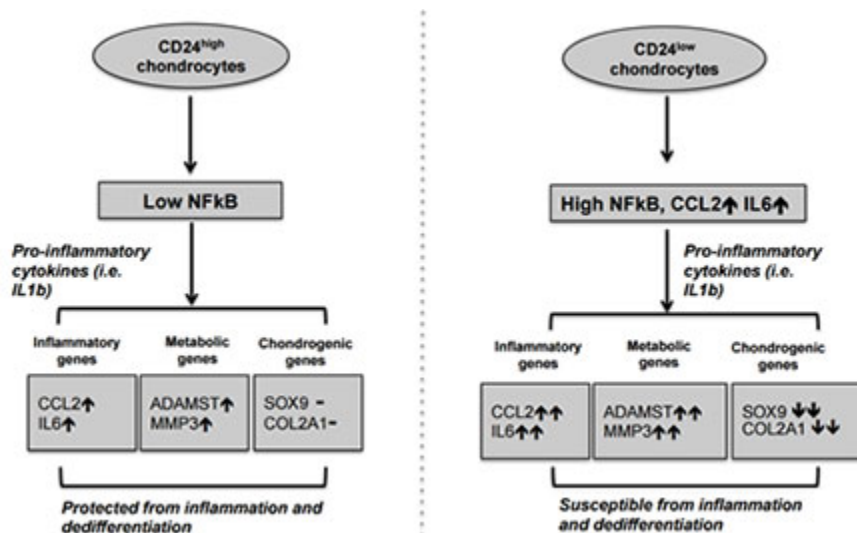 CD24high
chondrocytes
Low NFkB
Pro-inflammatory
cytokines (i.e.
IL1b)
Inflammatory
genes
Metabolic
genes
Chondrogenic
genes
CCL2↑
IL6↑
ADAMST↑
MMP3↑
SOX9 -
COL2A1-
Protected from inflammation and
dedifferentiation
CD24low
chondrocytes
High NFkB, CCL2↑ IL6↑
Pro-inflammatory
cytokines (i.e.
IL1b)
Inflammatory
genes
Metabolic
genes
Chondrogenic
genes
CCL2↑↑
IL6↑↑
ADAMST↑↑
MMP3↑↑
SOX9 ↓↓
COL2A1 ↓↓
Susceptible from inflammation
and dedifferentiation